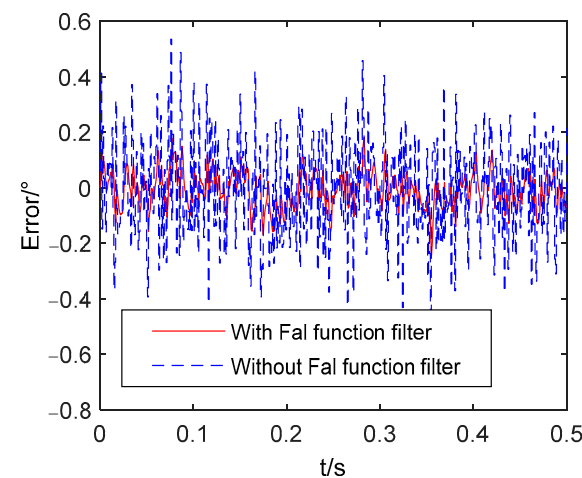 0.6
0.4
0.2
0
−0.2
−0.4
−0.6
−0.8
Error/°
With Fal function filter
Without Fal function filter
0 0.1 0.2 0.3 0.4 0.5
t/s